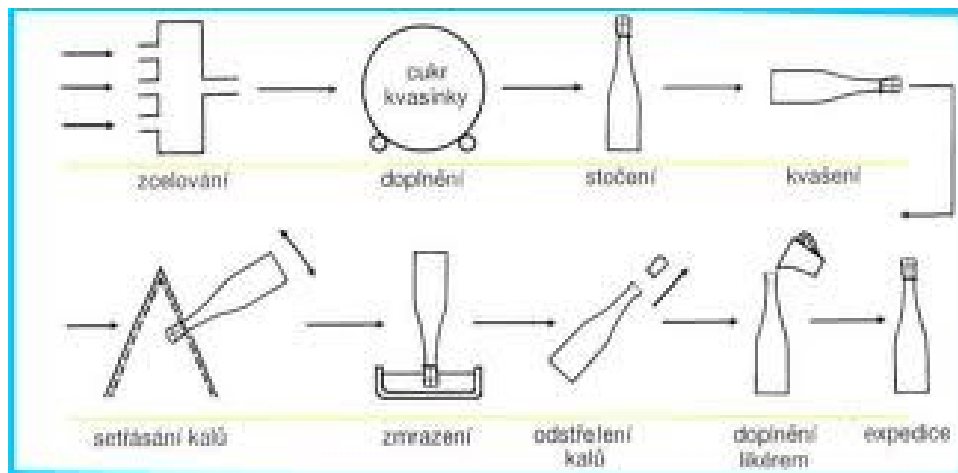 cukr
kvasinky
zcelování
doplnění
stočení
kvašení
setřásání kalů
zmrazení
odstřelení
kalů
doplnění
likérem
expedice